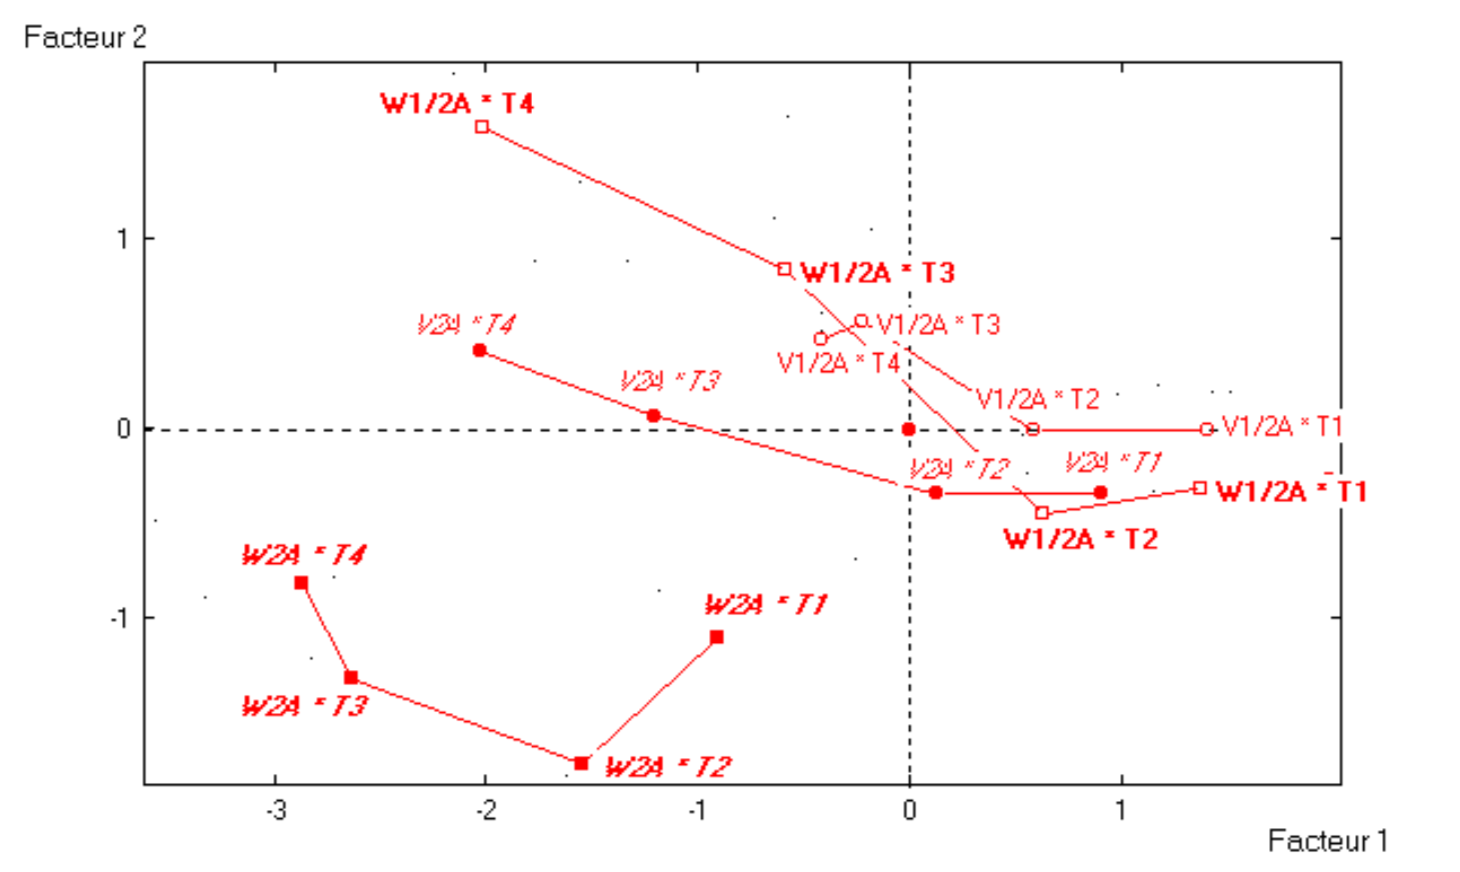 Facteur 2
W1/2A * T4
1
W1/2A * T3
V2A * T4
V1/2A * T3
V1/2A * T4
V2A * T3
V1/2A * T2
0
V1/2A * T1
V2A * T2
V2A * T1
W1/2A * T1
W1/2A * T2
W2A * T4
-1
W2A * T1
W2A * T3
W2A * T2
-3 -2 -1 0 1
Facteur 1